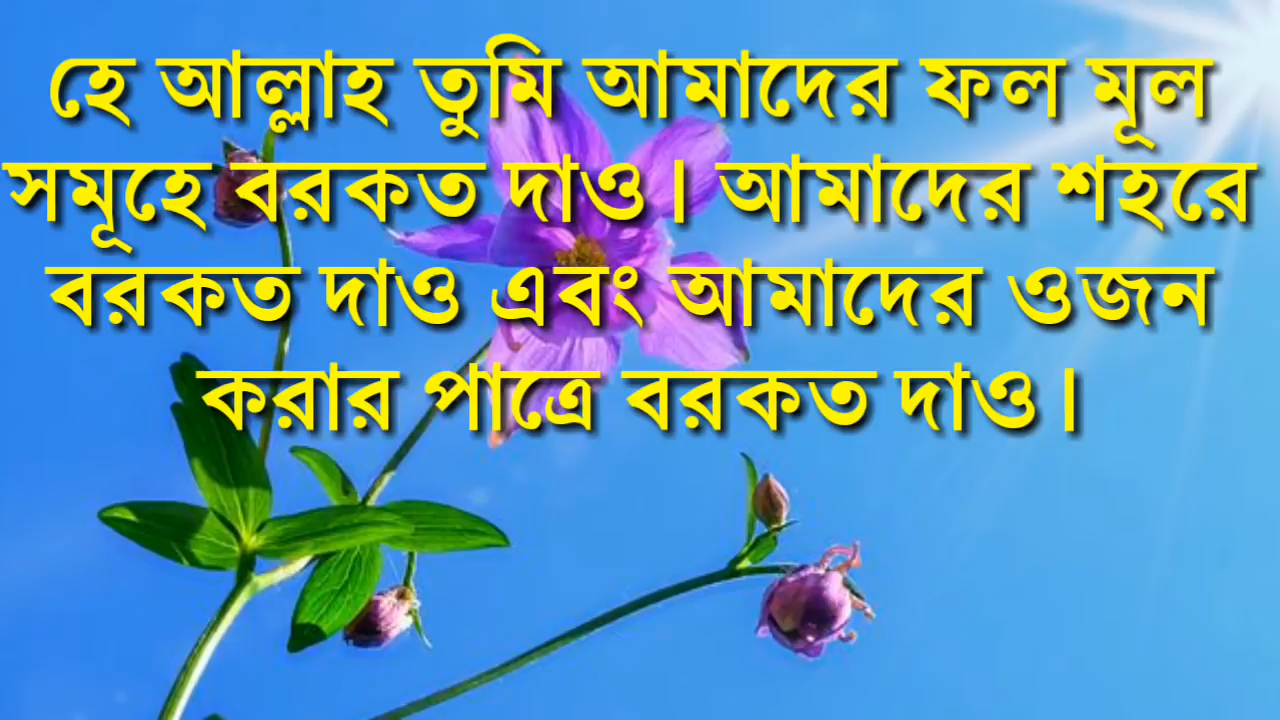 হে আল্লাহ তুমি আমাদের ফল মূল
সমূহে বরকত দাও। আমাদের শহরে
বরকত দাও এবং আমাদের ওজন
করার পাত্রে বরকত দাও।